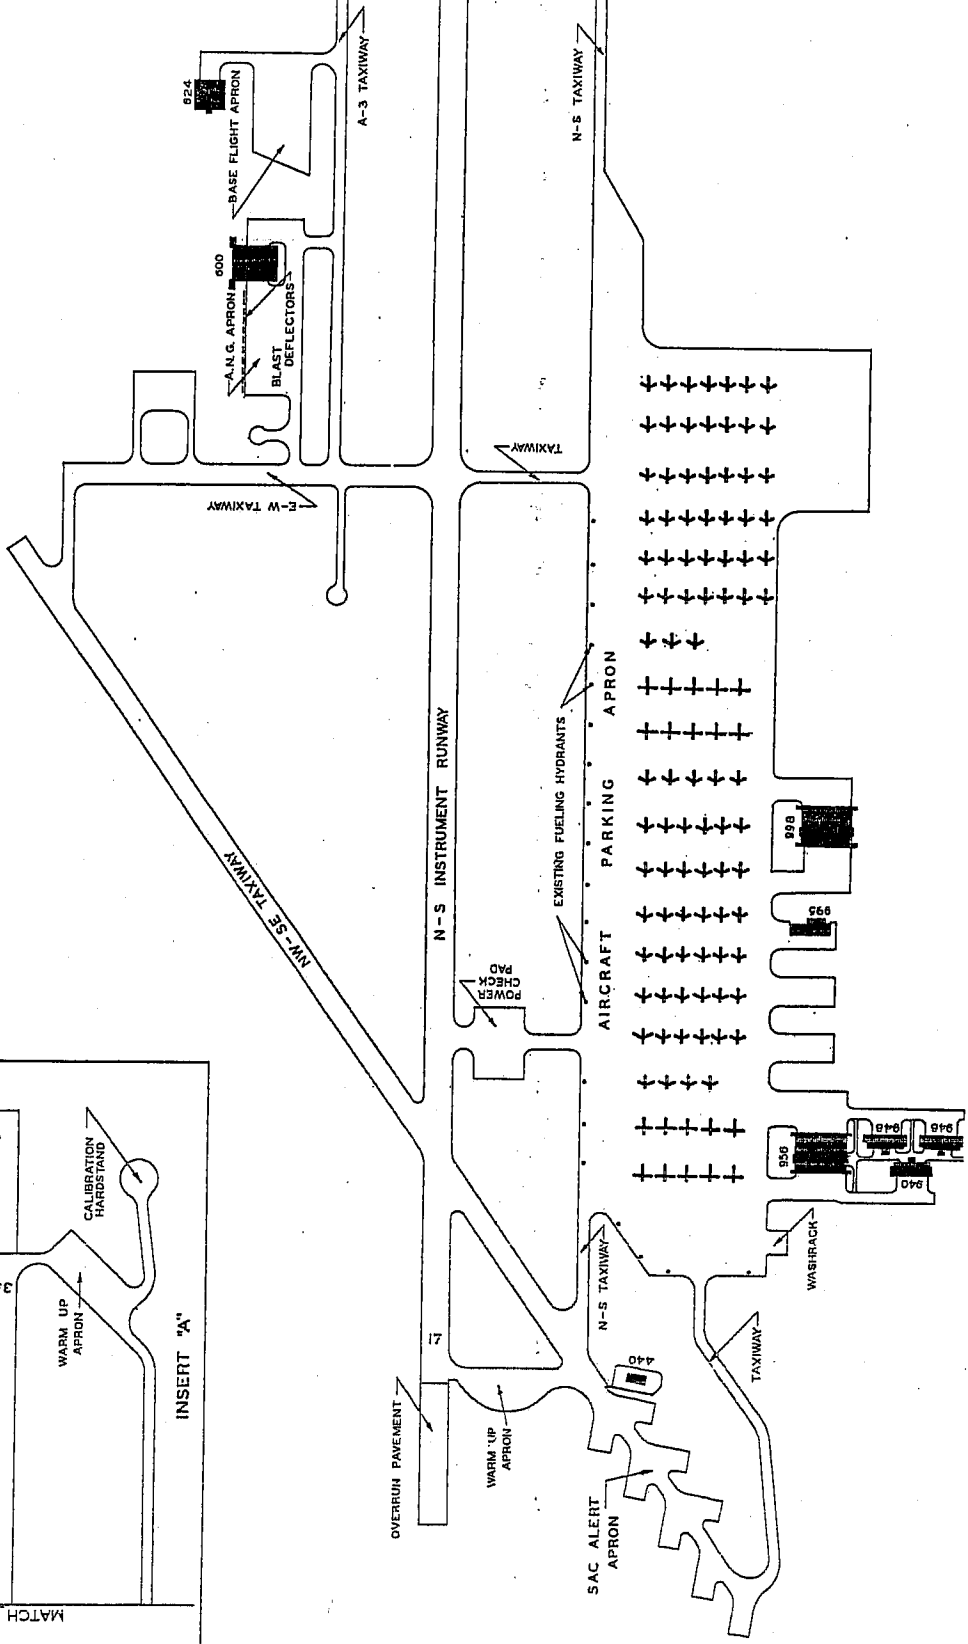 624
BASE FLIGHT APRON
A-3 TAXIWAY
N-S TAXIWAY
600
A.N.G. APRON
BLAST
DEFLECTORS
E-W TAXIWAY
TAXIWAY
NW-SE TAXIWAY
N-S INSTRUMENT RUNWAY
EXISTING FUELING HYDRANTS
AIRCRAFT PARKING APRON
POWER
CHECK
PAD
998
995
956
948
946
940
WASHRACK
N-S TAXIWAY
TAXIWAY
440
17
OVERRUN PAVEMENT
WARM UP
APRON
SAC ALERT
APRON
CALIBRATION
HARDSTAND
WARM UP
APRON
INSERT "A"
MATCH